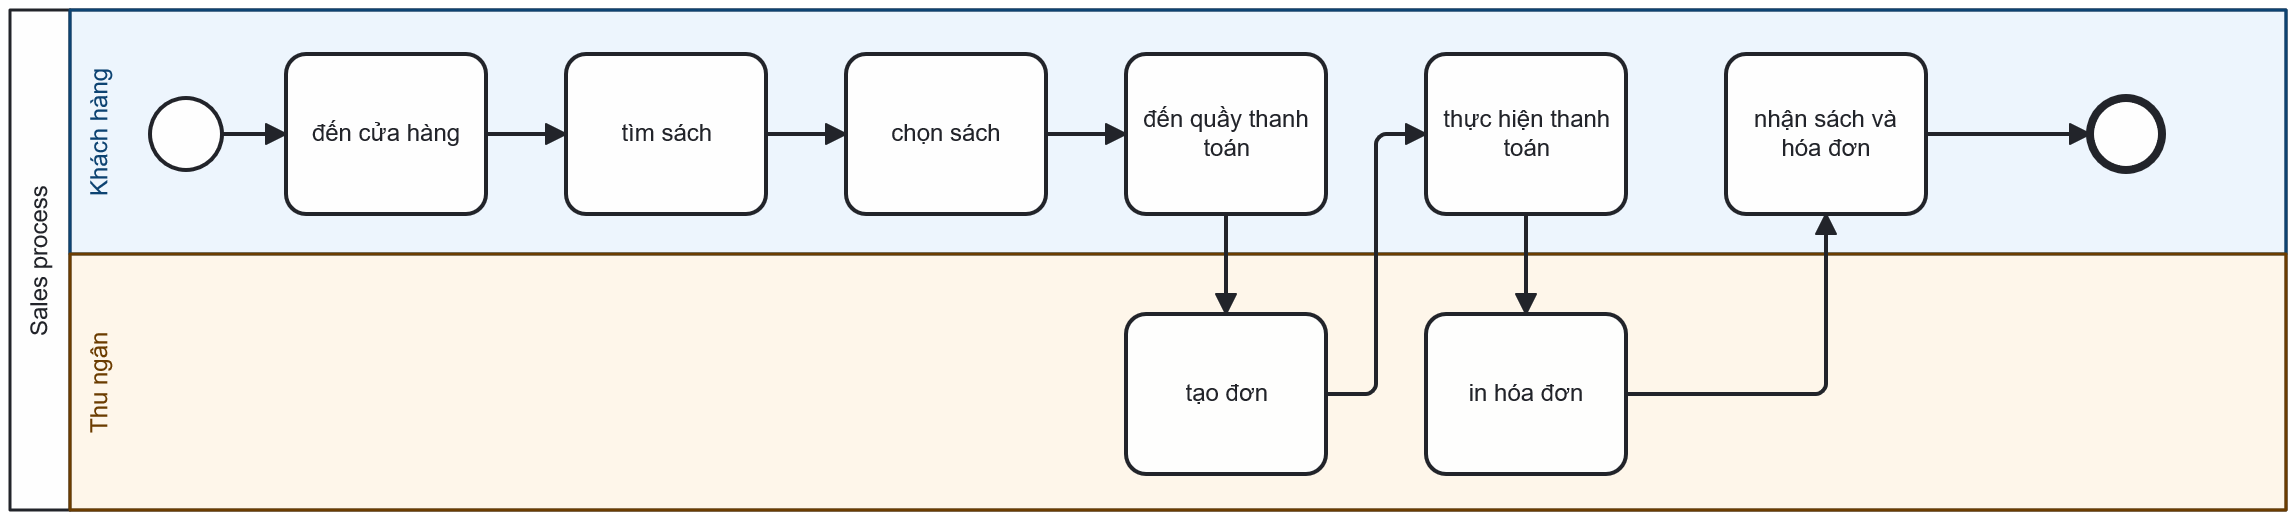 Sales process
Khách hàng
đến cửa hàng
tìm sách
chọn sách
đến quầy thanh
toán
thực hiện thanh
toán
nhận sách và
hóa đơn
Thu ngân
tạo đơn
in hóa đơn